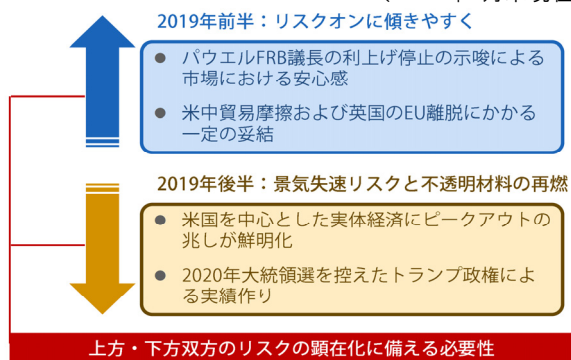 2019年前半：リスクオンに傾きやすく
● パウエルFRB議長の利上げ停止の示唆による
市場における安心感
● 米中貿易摩擦および英国のEU離脱にかかる
一定の妥結
2019年後半：景気失速リスクと不透明材料の再燃
● 米国を中心とした実体経済にピークアウトの
兆しが鮮明化
● 2020年大統領選を控えたトランプ政権によ
る実績作り
上方・下方双方のリスクの顕在化に備える必要性